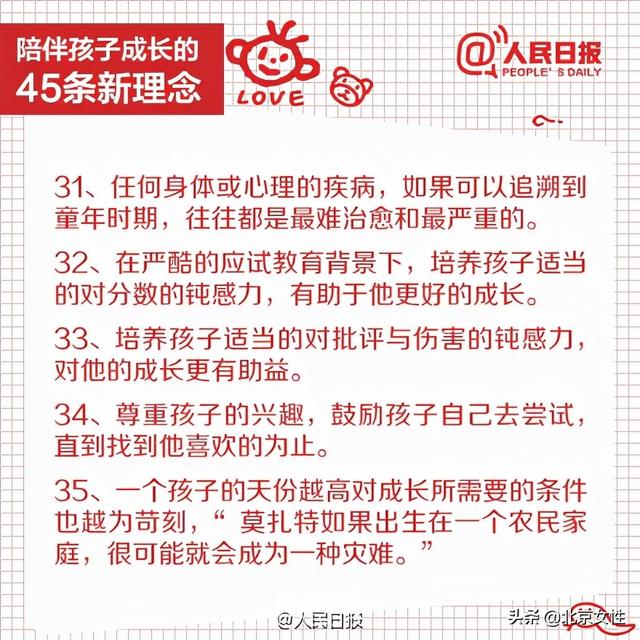 陪伴孩子成长的
45条新理念
LOVE
@人民日报
PEOPLE'S DAILY
31、任何身体或心理的疾病，如果可以追溯到
童年时期，往往都是最难治愈和最严重的。
32、在严酷的应试教育背景下，培养孩子适当
的对分数的钝感力，有助于他更好的成长。
33、培养孩子适当的对批评与伤害的钝感力，
对他的成长更有助益。
34、尊重孩子的兴趣，鼓励孩子自己去尝试，
直到找到他喜欢的为止。
35、一个孩子的天份越高对成长所需要的条件
也越为苛刻，“莫扎特如果出生在一个农民家
庭，很可能就会成为一种灾难。”
@人民日报
头条 @北京女性